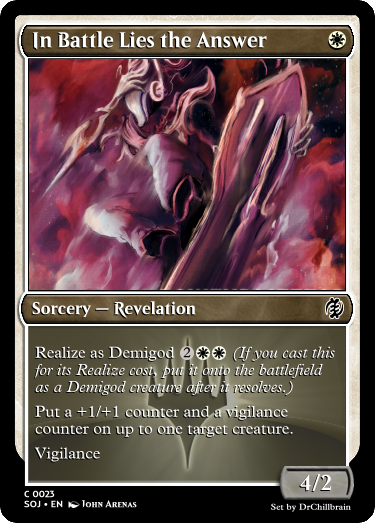 In Battle Lies the Answer
Sorcery — Revelation
Realize as Demigod 2 (If you cast this
for its Realize cost, put it onto the battlefield
as a Demigod creature after it resolves.)
Put a +1/+1 counter and a vigilance
counter on up to one target creature.
Vigilance
4/2
C 0023
SOJ • EN John Arenas
Set by DrChillbrain